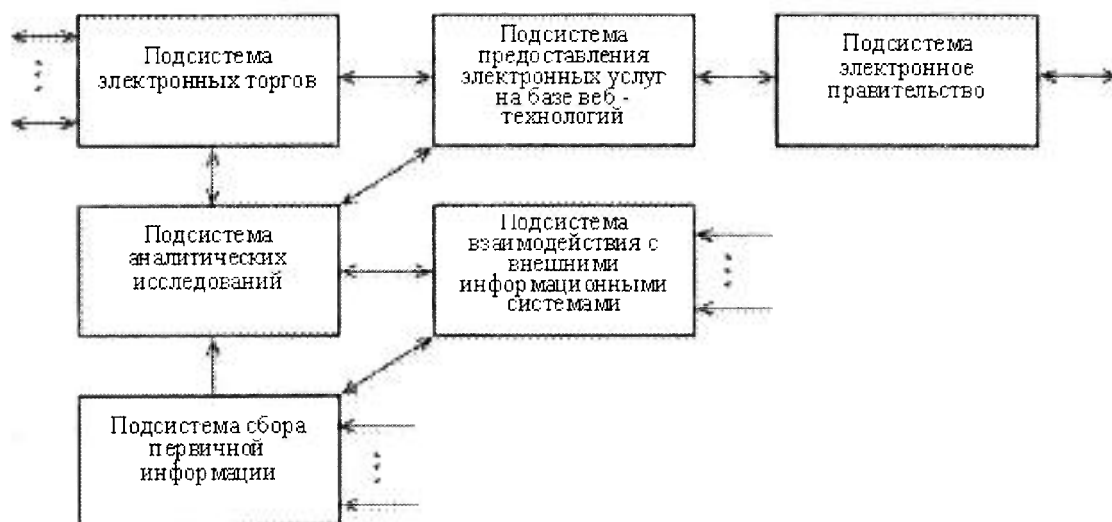 Подсистема
электронных торгов
Подсистема
предоставления
электронных услуг
на базе веб -
технологий
Подсистема
электронное
правительство
Подсистема
аналитических
исследований
Подсистема
взаимодействия с
внешними
информационными
системами
Подсистема сбора
первичной
информации